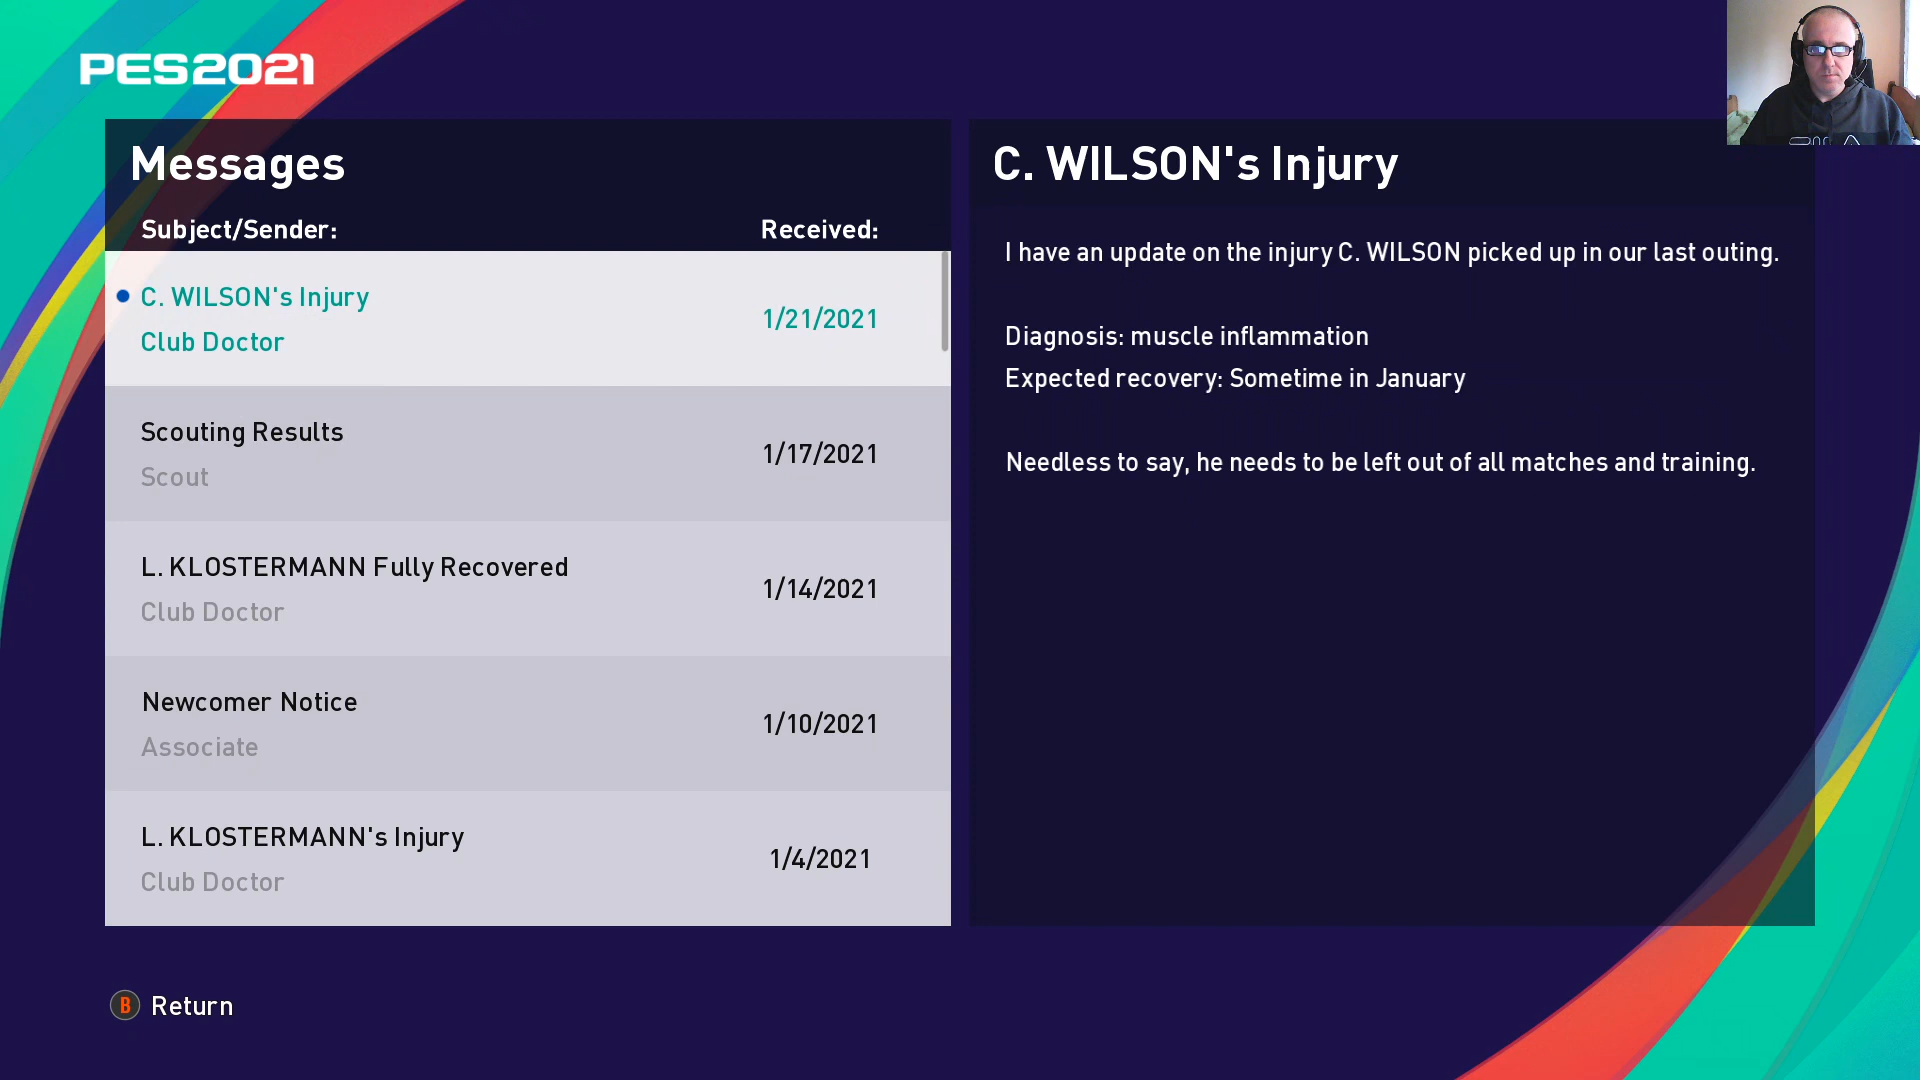 PES2021
Messages
Subject/Sender: Received:
C. WILSON's Injury
Club Doctor
1/21/2021
Scouting Results
Scout
1/17/2021
L. KLOSTERMANN Fully Recovered
Club Doctor
1/14/2021
Newcomer Notice
Associate
1/10/2021
L. KLOSTERMANN's Injury
Club Doctor
1/4/2021
C. WILSON's Injury
I have an update on the injury C. WILSON picked up in our last outing.
Diagnosis: muscle inflammation
Expected recovery: Sometime in January
Needless to say, he needs to be left out of all matches and training.
B Return